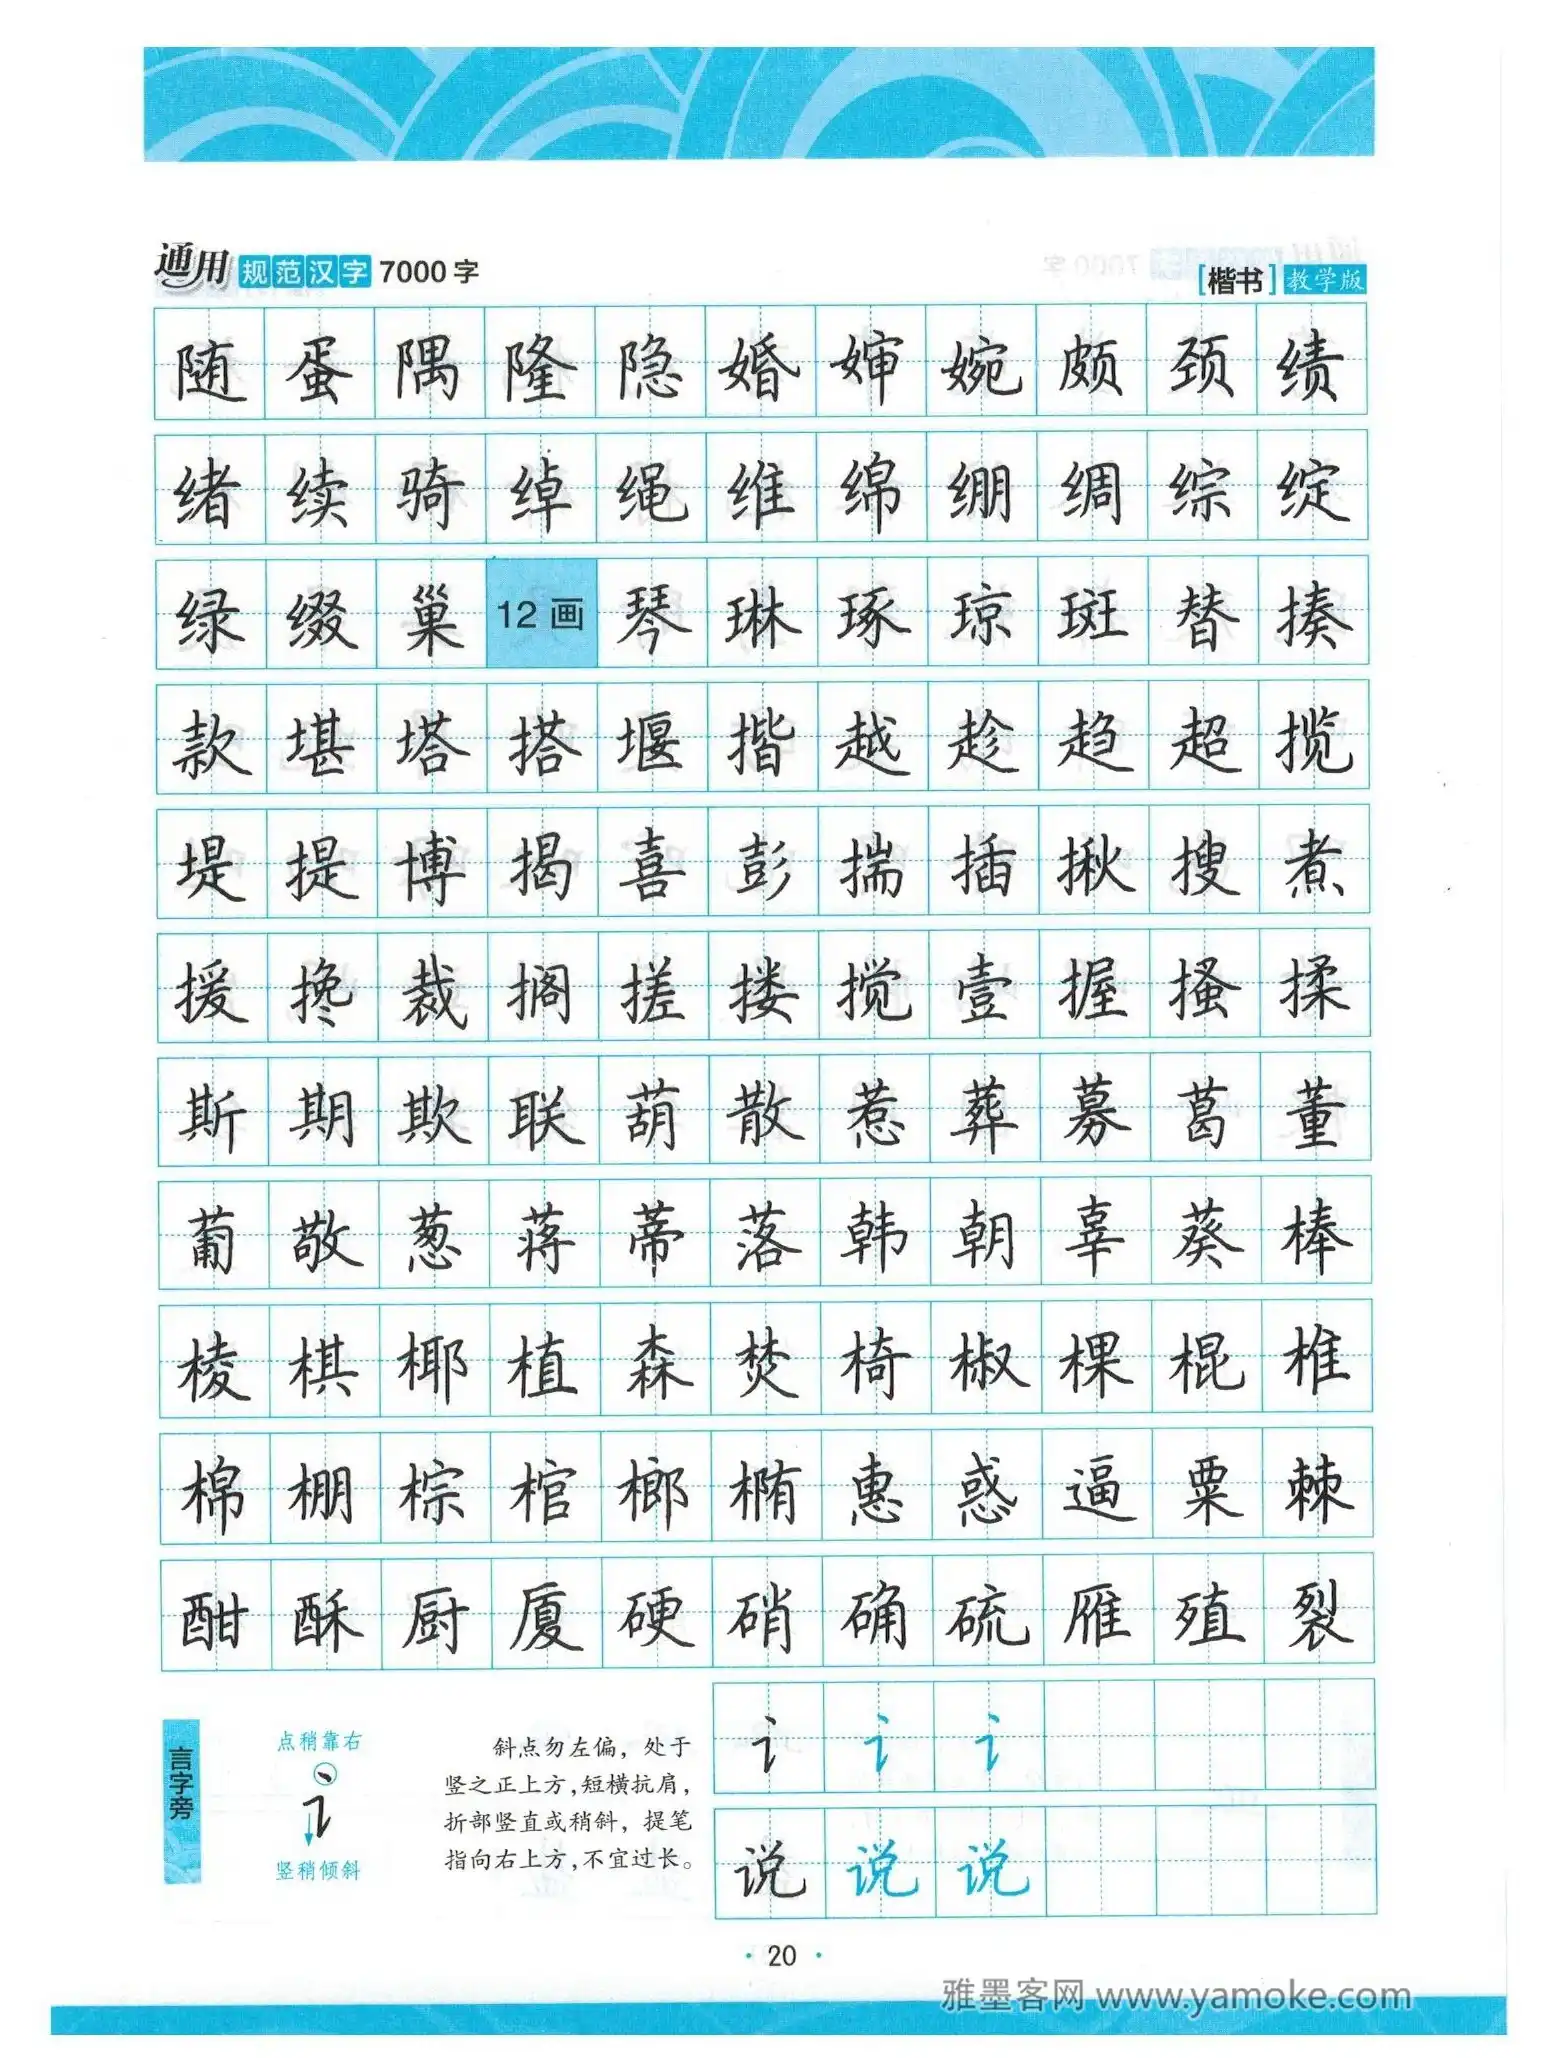 通用规范汉字 7000 字
[楷书] 教学版
随 蛋 隅 隆 隐 婚 婶 婉 颇 颈 绩
绪 续 骑 绰 绳 维 绵 绷 绸 综 绽
绿 缀 巢 12 画 琴 琳 琢 琼 斑 替 揍
款 堪 塔 搭 堰 揩 越 趁 趋 超 揽
堤 提 博 揭 喜 彭 揣 插 揪 搜 煮
援 搀 裁 搁 搓 搂 搅 壹 握 搔 揉
斯 期 欺 联 葫 散 惹 葬 募 葛 董
葡 敬 葱 蒋 蒂 落 韩 朝 辜 葵 棒
棱 棋 椰 植 森 焚 椅 椒 棵 棍 椎
棉 棚 棕 棺 榔 椭 惠 惑 逼 粟 棘
酣 酥 厨 厦 硬 硝 确 硫 雁 殖 裂
言字旁
点稍靠右
竖稍倾斜
斜点勿左偏，处于
竖之正上方，短横抗肩，
折部竖直或稍斜，提笔
指向右上方，不宜过长。
讠 讠 讠
说 说 说
· 20 ·
雅墨客网 www.yamoke.com